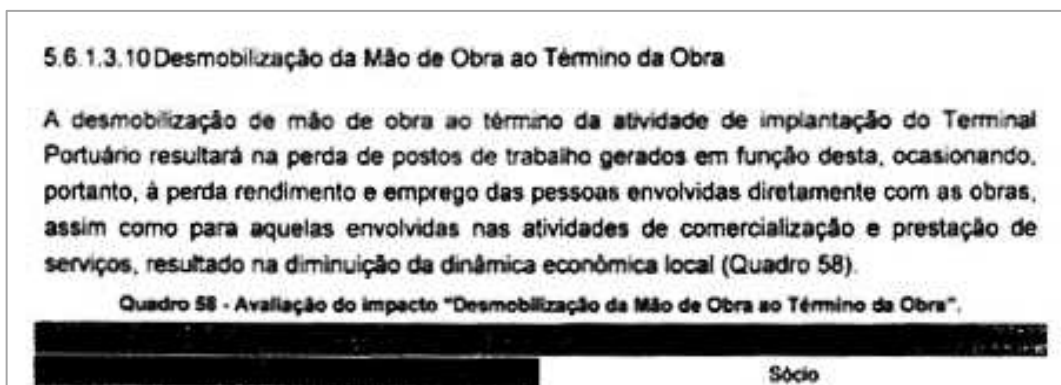 5.6.1.3.10 Desmobilização da Mão de Obra ao Término da Obra
A desmobilização de mão de obra ao término da atividade de implantação do Terminal
Portuário resultará na perda de postos de trabalho gerados em função desta, ocasionando,
portanto, à perda rendimento e emprego das pessoas envolvidas diretamente com as obras,
assim como para aquelas envolvidas nas atividades de comercialização e prestação de
serviços, resultado na diminuição da dinâmica econômica local (Quadro 58).
Quadro 58 - Avaliação do impacto "Desmobilização da Mão de Obra ao Término da Obra".
Sócio